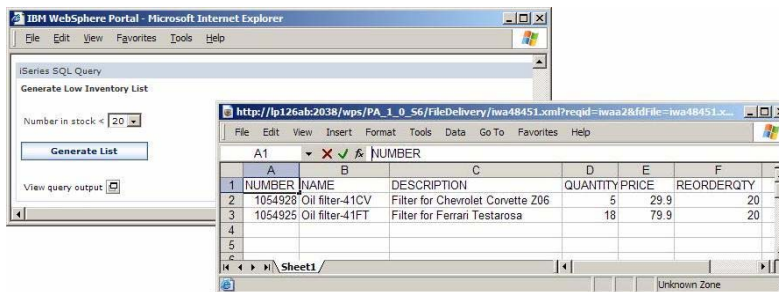 IBM WebSphere Portal - Microsoft Internet Explorer
File Edit View Favorites Tools Help
iSeries SQL Query
Generate Low Inventory List
Number in stock < 20
Generate List
View query output
http://lp126ab:2038/wps/PA_1_0_S6/FileDelivery/iwa48451.xml?reqid=iwaa2&fdFile=iwa48451.x...
File Edit View Insert Format Tools Data Go To Favorites Help
A1 fx NUMBER
A B C D E F
1 NUMBER NAME DESCRIPTION QUANTITY PRICE REORDERQTY
2 1054928 Oil filter-41CV Filter for Chevrolet Corvette Z06 5 29.9 20
3 1054925 Oil filter-41FT Filter for Ferrari Testarosa 18 79.9 20
4
5
6
Sheet1
Unknown Zone